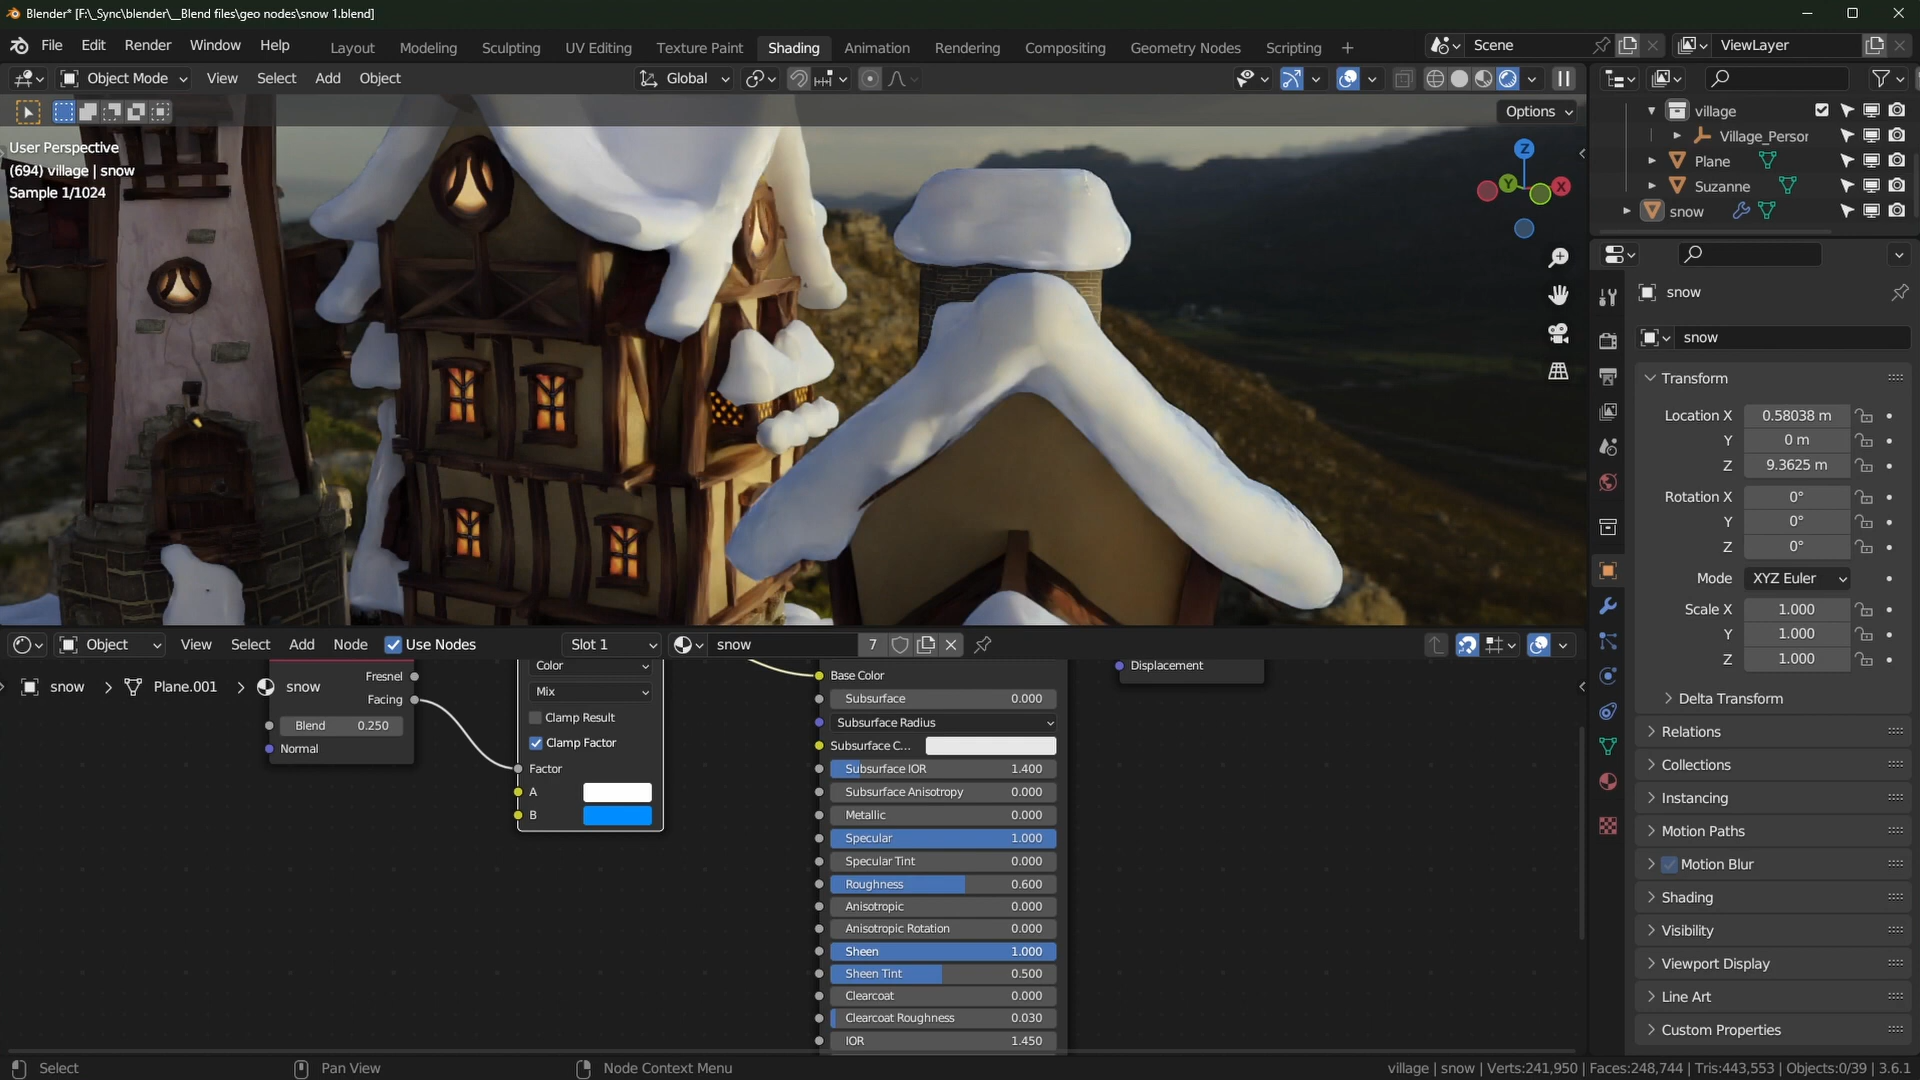 Blender* [F:\_Sync\blender\__Blend files\geo nodes\snow 1.blend]
File Edit Render Window Help Layout Modeling Sculpting UV Editing Texture Paint Shading Animation Rendering Compositing Geometry Nodes Scripting + Scene ViewLayer
Object Mode View Select Add Object Global
Options
User Perspective
(694) village | snow
Sample 1/1024
Z
Y
X
village
Village_Persor
Plane
Suzanne
snow
snow
snow
Transform
Location X 0.58038 m
Y 0 m
Z 9.3625 m
Rotation X 0°
Y 0°
Z 0°
Mode XYZ Euler
Scale X 1.000
Y 1.000
Z 1.000
Delta Transform
Relations
Collections
Instancing
Motion Paths
Motion Blur
Shading
Visibility
Viewport Display
Line Art
Custom Properties
Object View Select Add Node Use Nodes Slot 1 snow 7
snow > Plane.001 > snow
Fresnel
Facing
Blend 0.250
Normal
Color
Mix
Clamp Result
Clamp Factor
Factor
A
B
Base Color
Subsurface 0.000
Subsurface Radius
Subsurface C...
Subsurface IOR 1.400
Subsurface Anisotropy 0.000
Metallic 0.000
Specular 1.000
Specular Tint 0.000
Roughness 0.600
Anisotropic 0.000
Anisotropic Rotation 0.000
Sheen 1.000
Sheen Tint 0.500
Clearcoat 0.000
Clearcoat Roughness 0.030
IOR 1.450
Displacement
Select Pan View Node Context Menu village | snow | Verts:241,950 | Faces:248,744 | Tris:443,553 | Objects:0/39 | 3.6.1